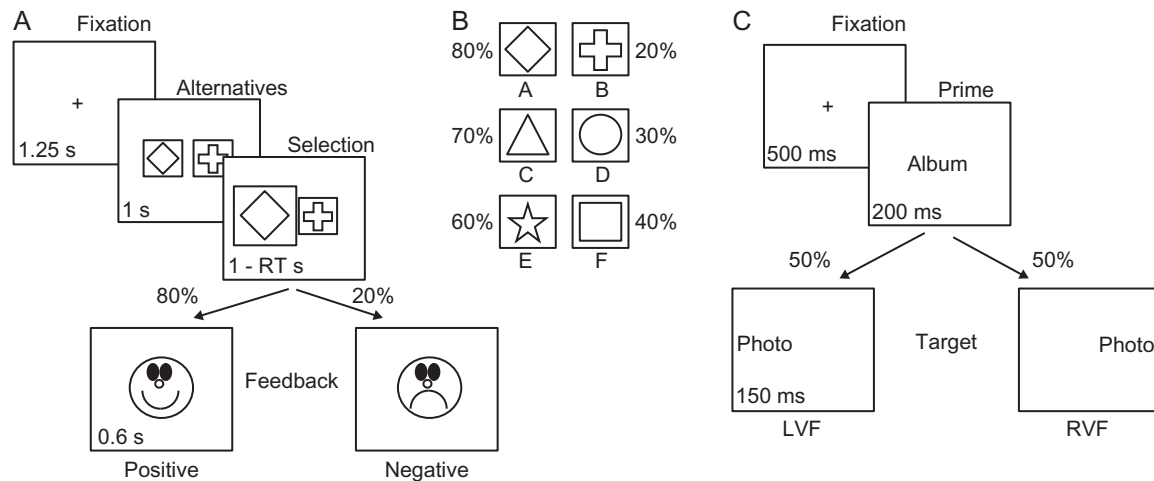 A
Fixation
+
1.25 s
Alternatives
1 s
Selection
1 - RT s
80%
20%
Feedback
0.6 s
Positive
Negative
B
80%
20%
A
B
70%
30%
C
D
60%
40%
E
F
C
Fixation
+
500 ms
Prime
Album
200 ms
50%
50%
Photo
Target
Photo
150 ms
LVF
RVF